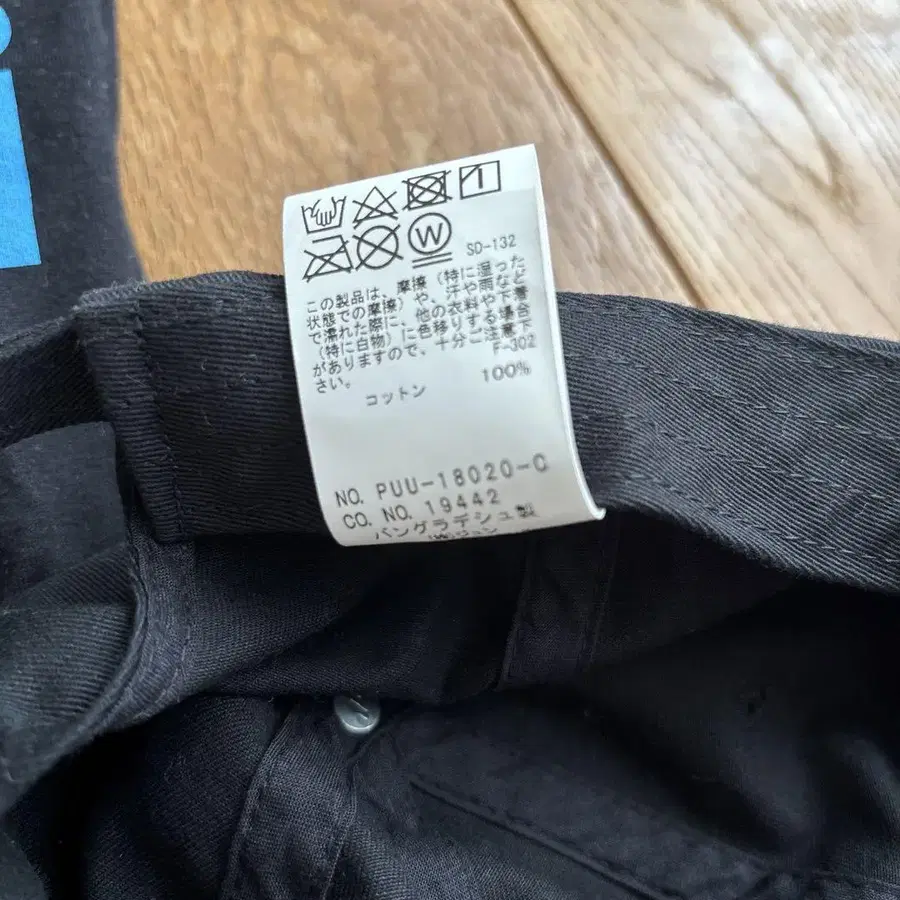 W
SD-132
この製品は、摩擦（特に湿った
状態での摩擦）や、汗や雨など
で濡れた際に、他の衣料や下着
（特に白物）に色移りする場合
がありますので、十分ご注意下
さい。
F-302
コットン 100%
NO. PUU-18020-C
CO. NO. 19442
バングラデシュ製